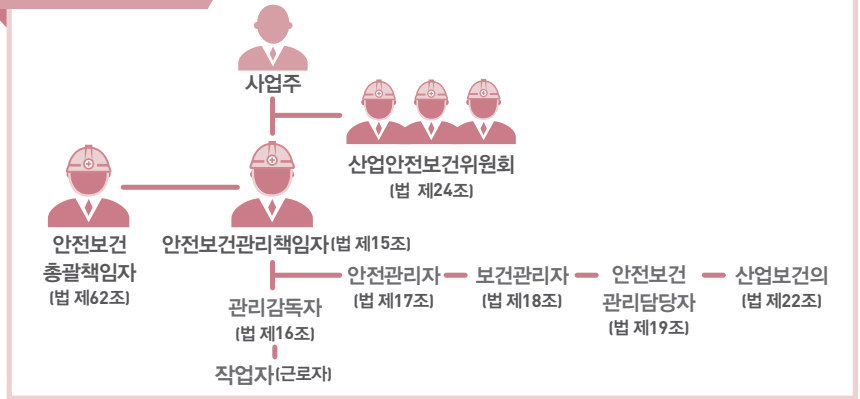 사업주
산업안전보건위원회
(법 제24조)
안전보건
총괄책임자
(법 제62조)
안전보건관리책임자(법 제15조)
안전관리자
(법 제17조)
보건관리자
(법 제18조)
안전보건
관리담당자
(법 제19조)
산업보건의
(법 제22조)
관리감독자
(법 제16조)
작업자(근로자)